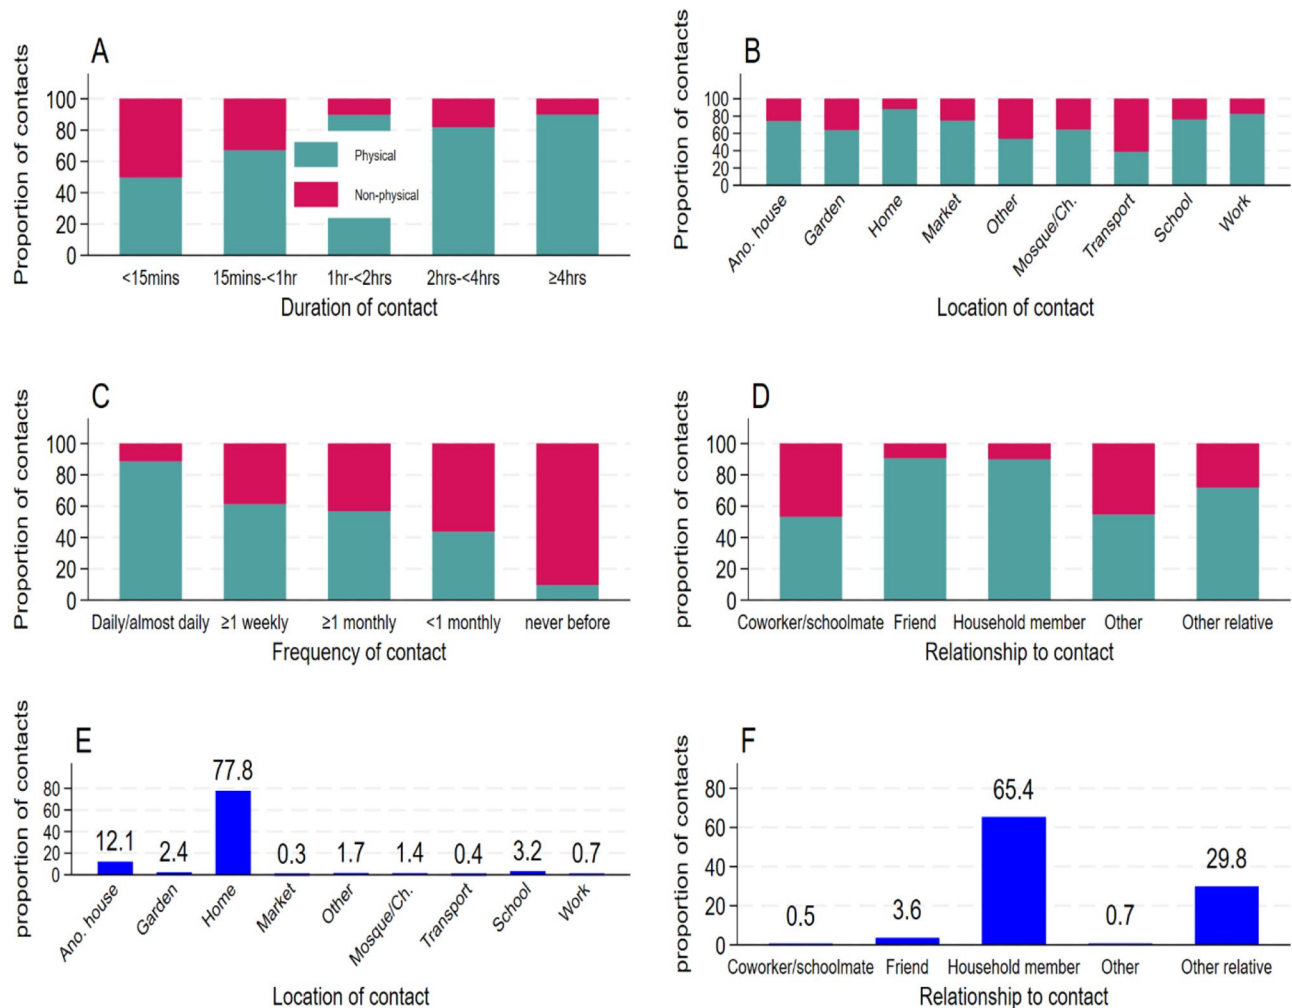 A
Proportion of contacts
100
80
60
40
20
0
Physical
Non-physical
<15mins 15mins-<1hr 1hr-<2hrs 2hrs-<4hrs ≥4hrs
Duration of contact
B
Proportion of contacts
100
80
60
40
20
0
Ano. house Garden Home Market Other Mosque/Ch. Transport School Work
Location of contact
C
Proportion of contacts
100
80
60
40
20
0
Daily/almost daily ≥1 weekly ≥1 monthly <1 monthly never before
Frequency of contact
D
proportion of contacts
100
80
60
40
20
0
Coworker/schoolmate Friend Household member Other Other relative
Relationship to contact
E
proportion of contacts
80
60
40
20
0
12.1 2.4 77.8 0.3 1.7 1.4 0.4 3.2 0.7
Ano. house Garden Home Market Other Mosque/Ch. Transport School Work
Location of contact
F
proportion of contacts
80
60
40
20
0
0.5 3.6 65.4 0.7 29.8
Coworker/schoolmate Friend Household member Other Other relative
Relationship to contact